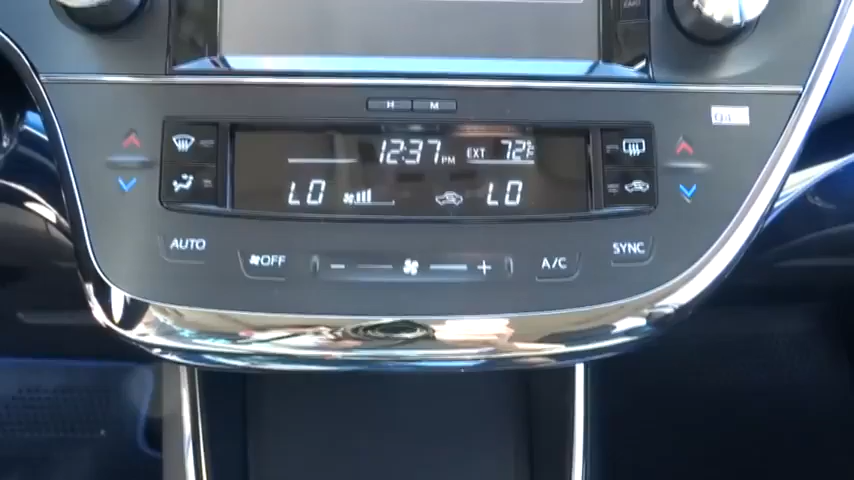 H M
12:37 PM EXT 72°F
LO LO
AUTO OFF - + A/C SYNC